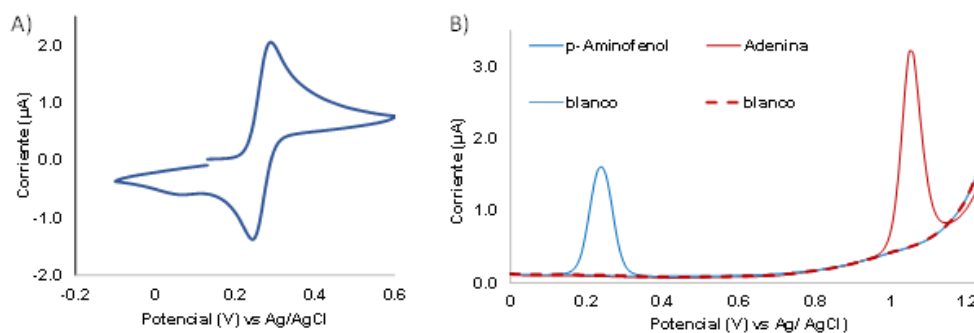 A)
2.0
1.0
0.0
-1.0
-2.0
Corriente (µA)
-0.2 0 0.2 0.4 0.6
Potencial (V) vs Ag/AgCl
B)
p-Aminofenol Adenina
blanco blanco
3.0
2.0
1.0
0.0
Corriente (µA)
0 0.2 0.4 0.6 0.8 1 1.2
Potencial (V) vs Ag/ AgCl)